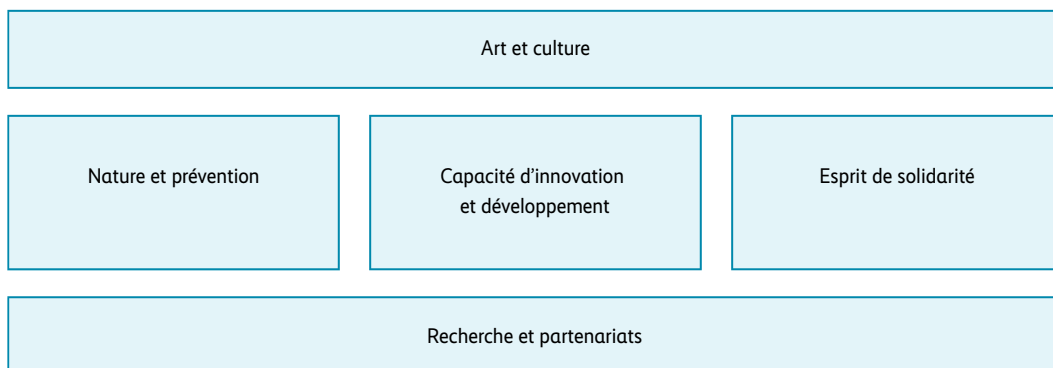 Art et culture
Nature et prévention
Capacité d’innovation
et développement
Esprit de solidarité
Recherche et partenariats